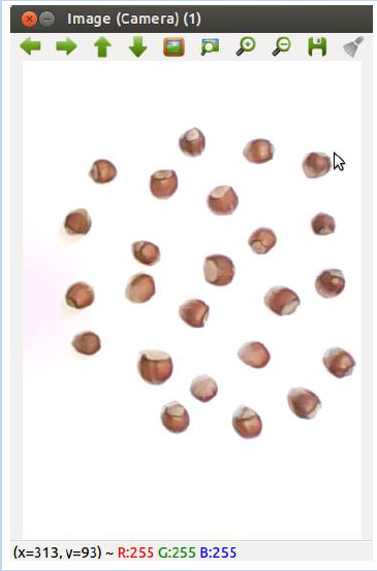 Image (Camera) (1)
(x=313, y=93) ~ R:255 G:255 B:255